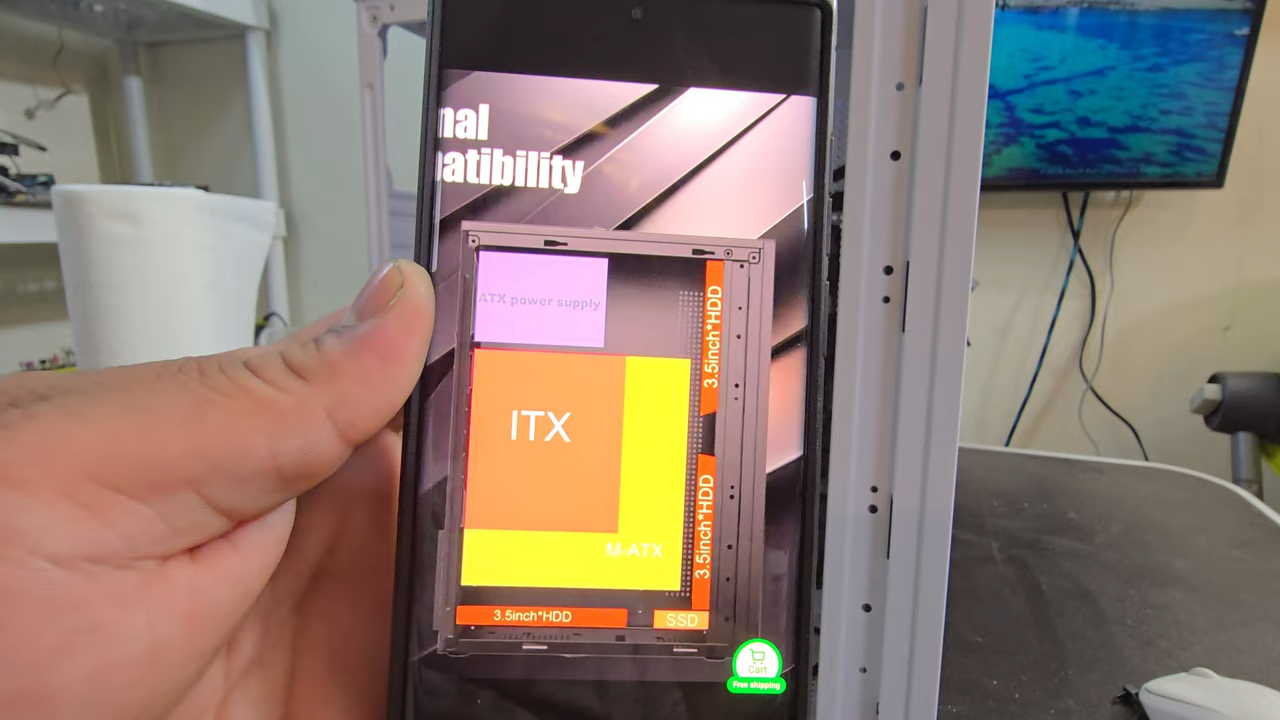 nal
patibility
ATX power supply
3.5inch*HDD
ITX
3.5inch*HDD
M-ATX
3.5inch*HDD
SSD
Cart
Free shipping